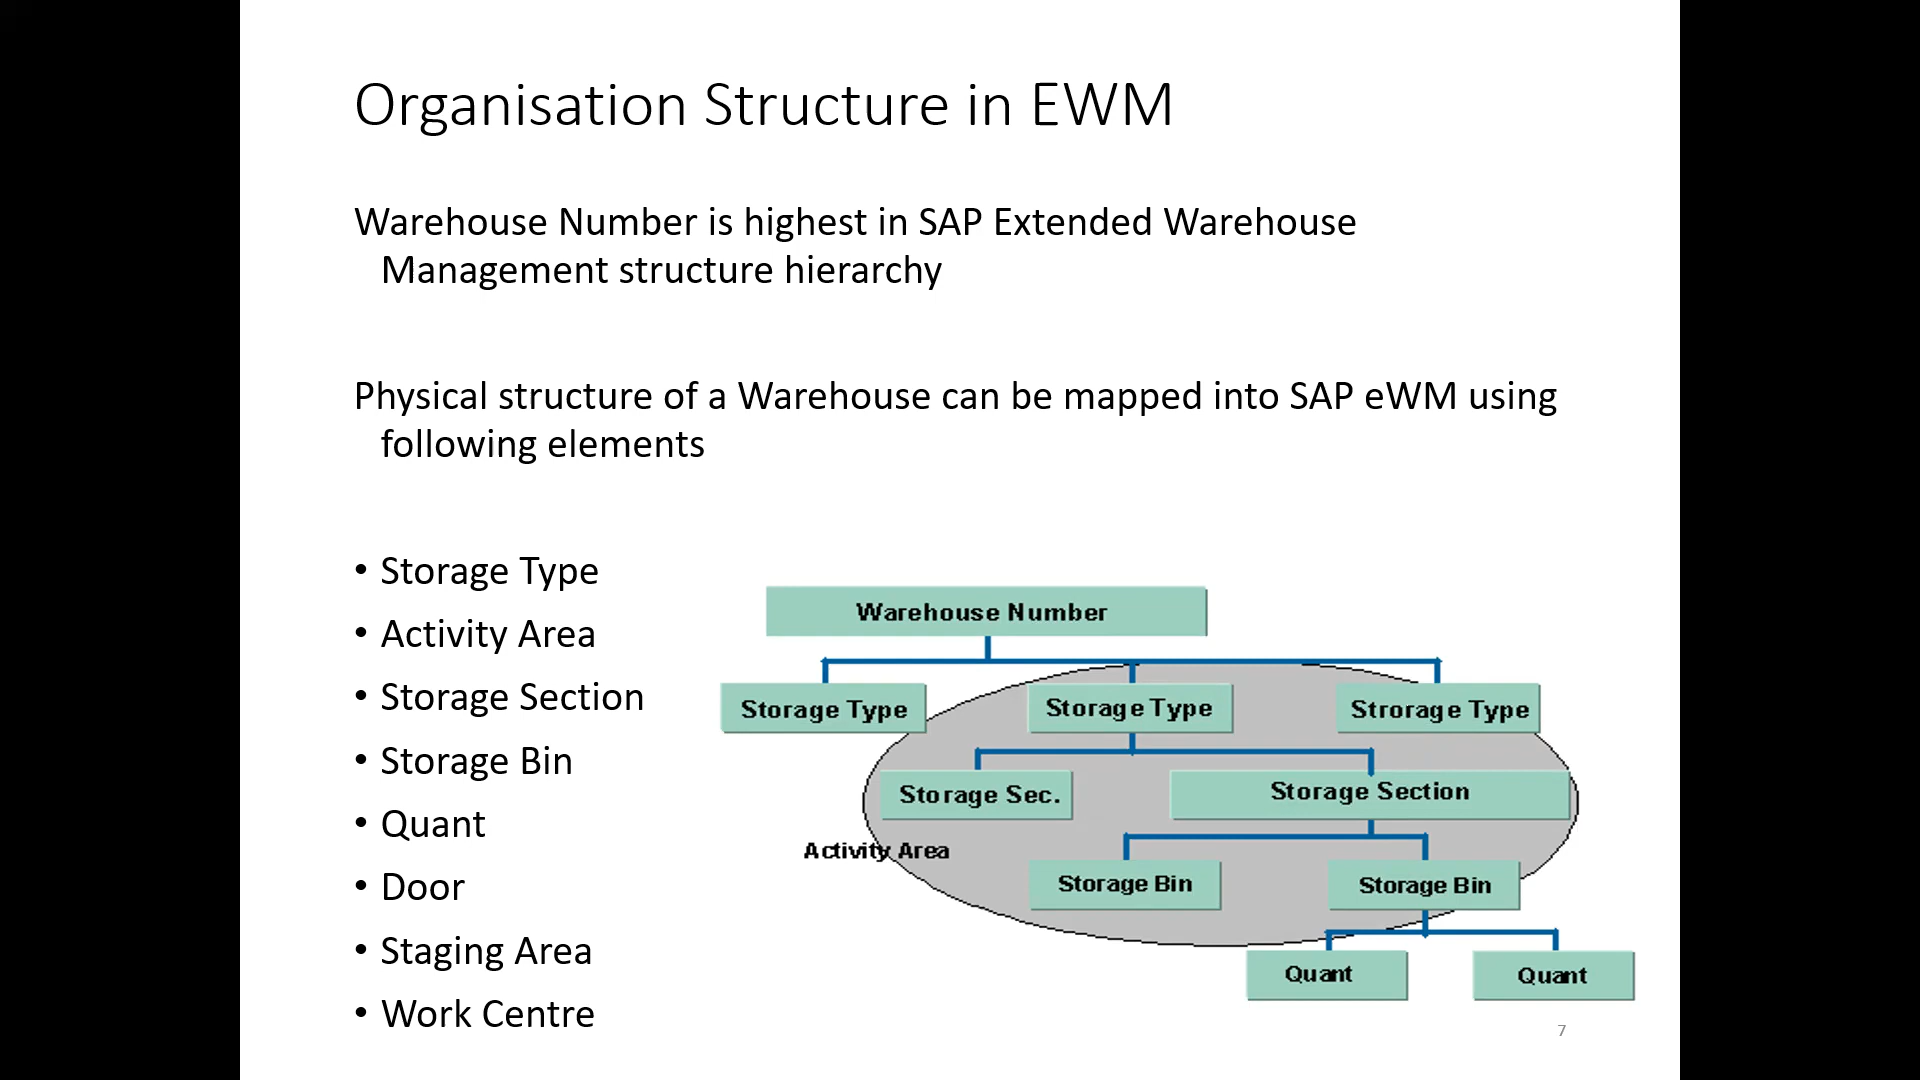 Organisation Structure in EWM
Warehouse Number is highest in SAP Extended Warehouse
Management structure hierarchy
Physical structure of a Warehouse can be mapped into SAP eWM using
following elements
• Storage Type
• Activity Area
• Storage Section
• Storage Bin
• Quant
• Door
• Staging Area
• Work Centre
Warehouse Number
Storage Type
Storage Type
Strorage Type
Storage Sec.
Storage Section
Activity Area
Storage Bin
Storage Bin
Quant
Quant
7